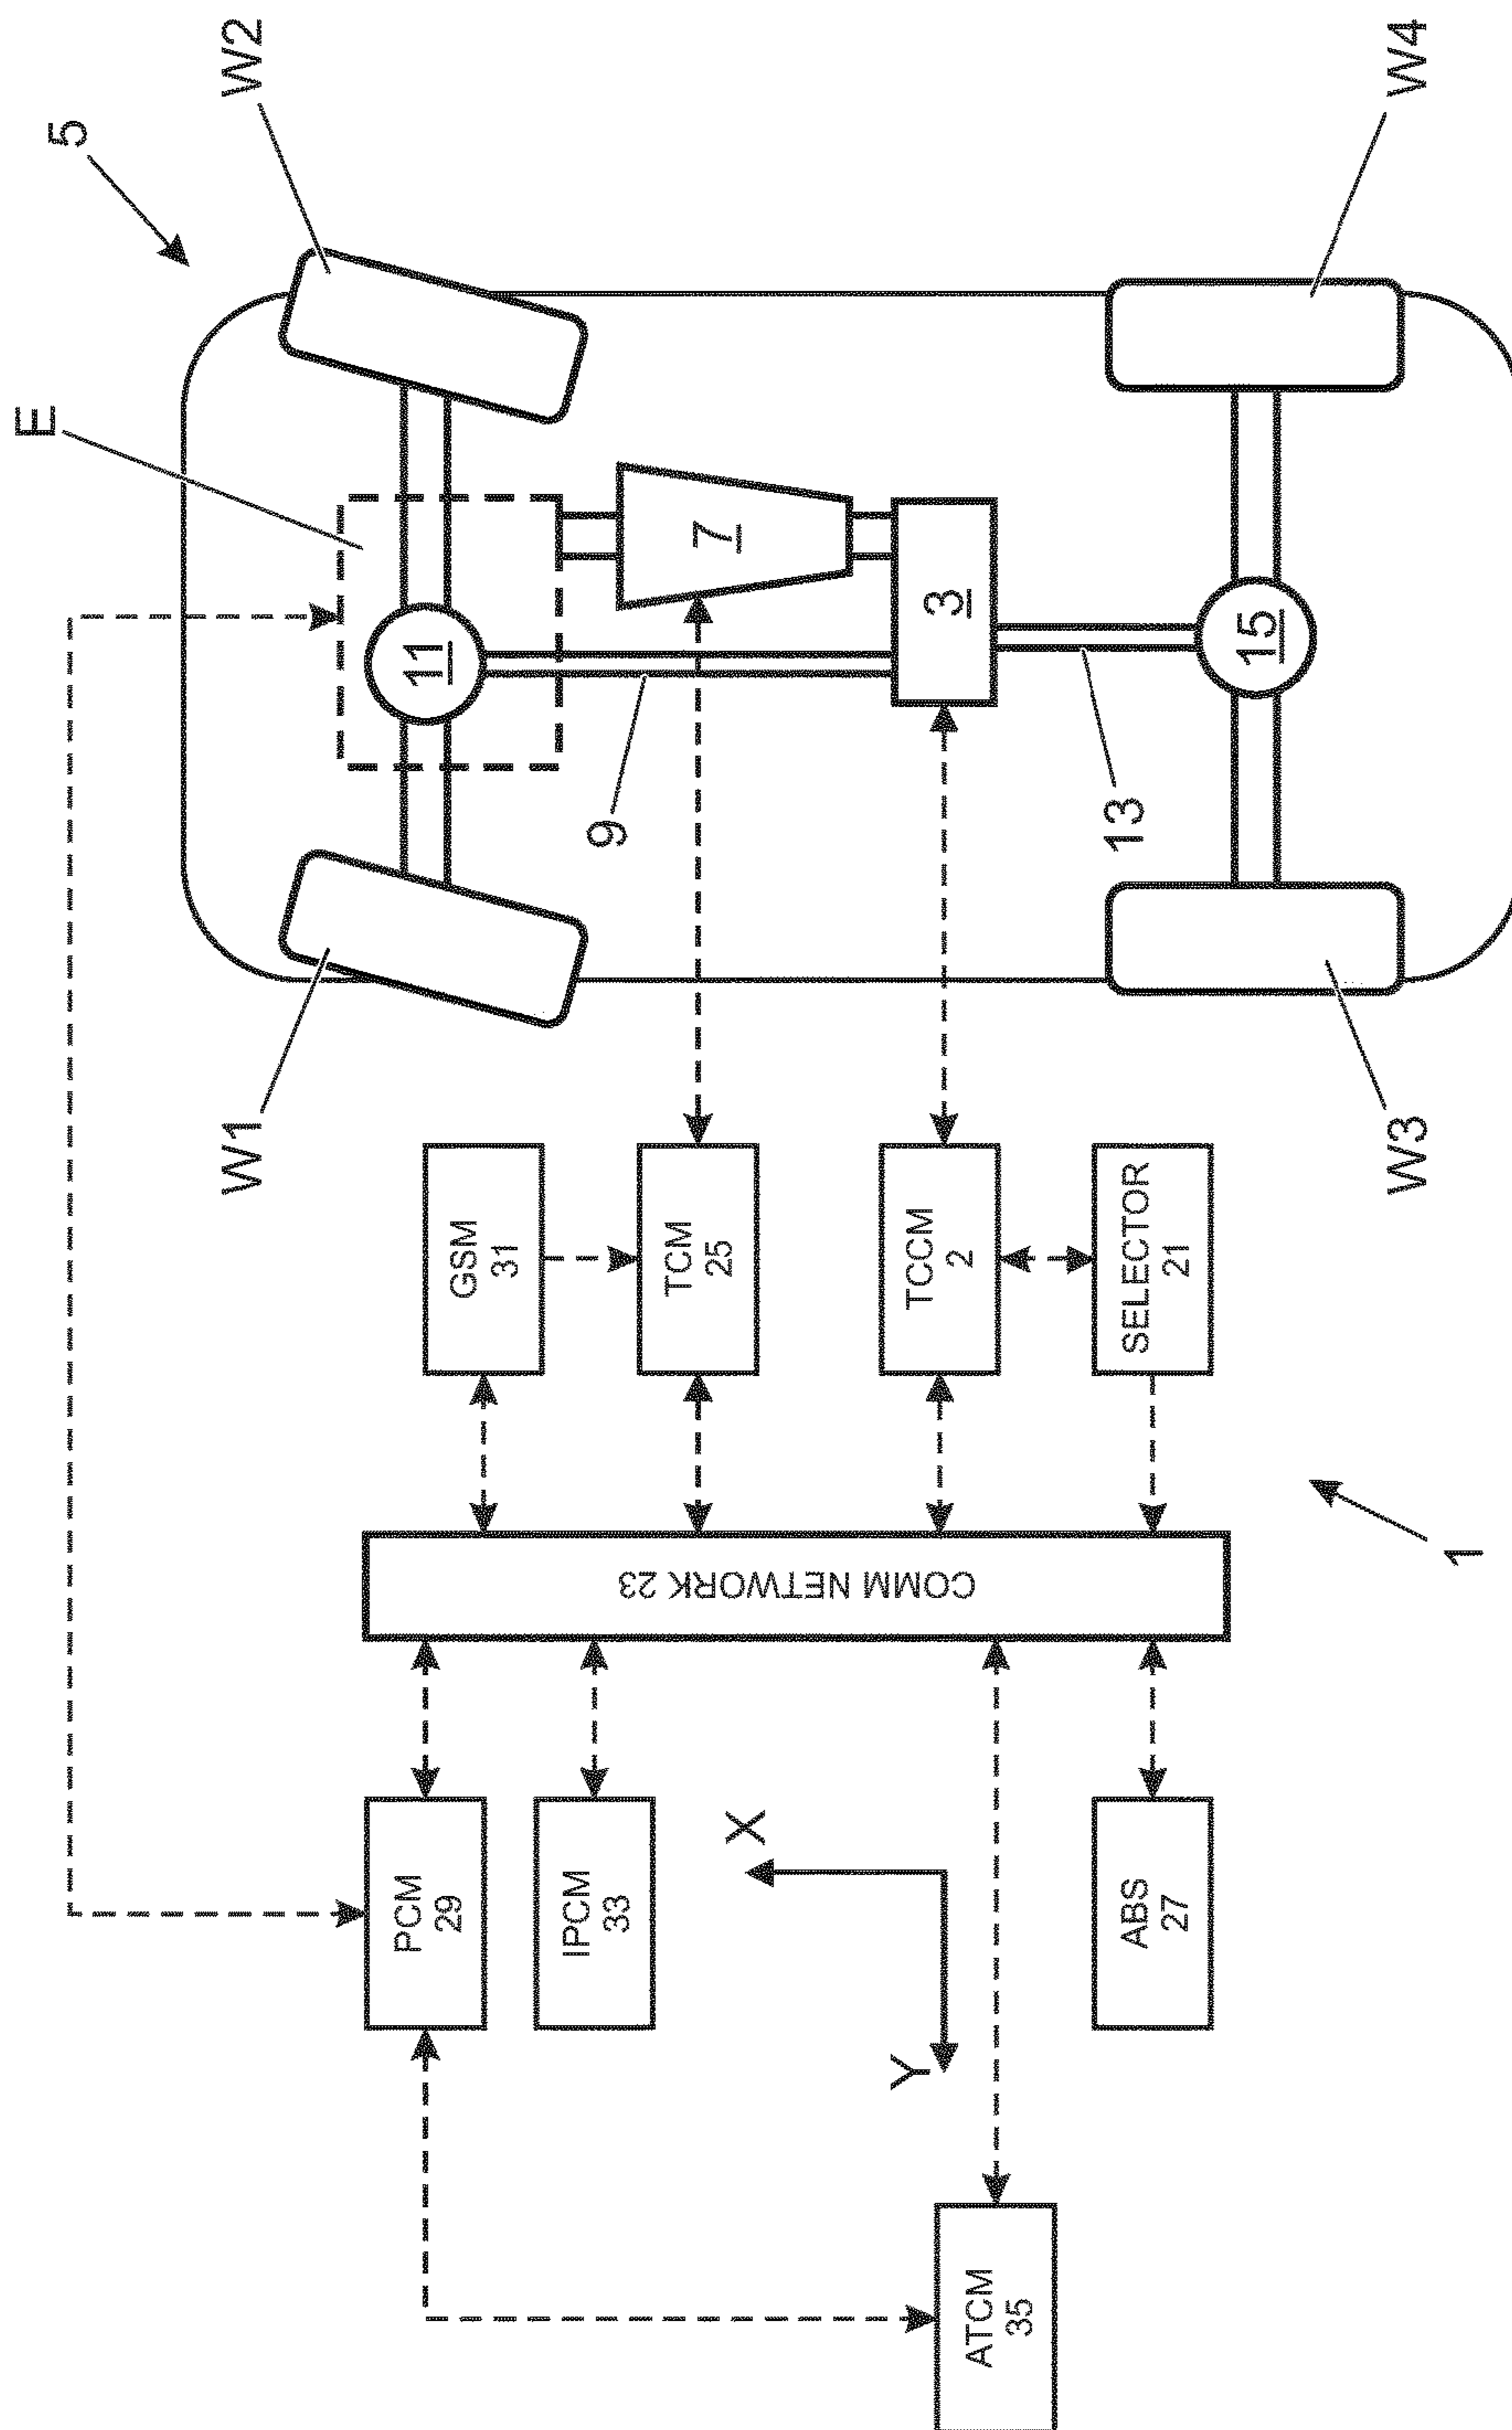 5
W2
W4
E
11
7
3
15
9
13
W1
W3
GSM
31
TCM
25
TCCM
2
SELECTOR
21
COMM NETWORK 23
1
PCM
29
IPCM
33
X
Y
ABS
27
ATCM
35